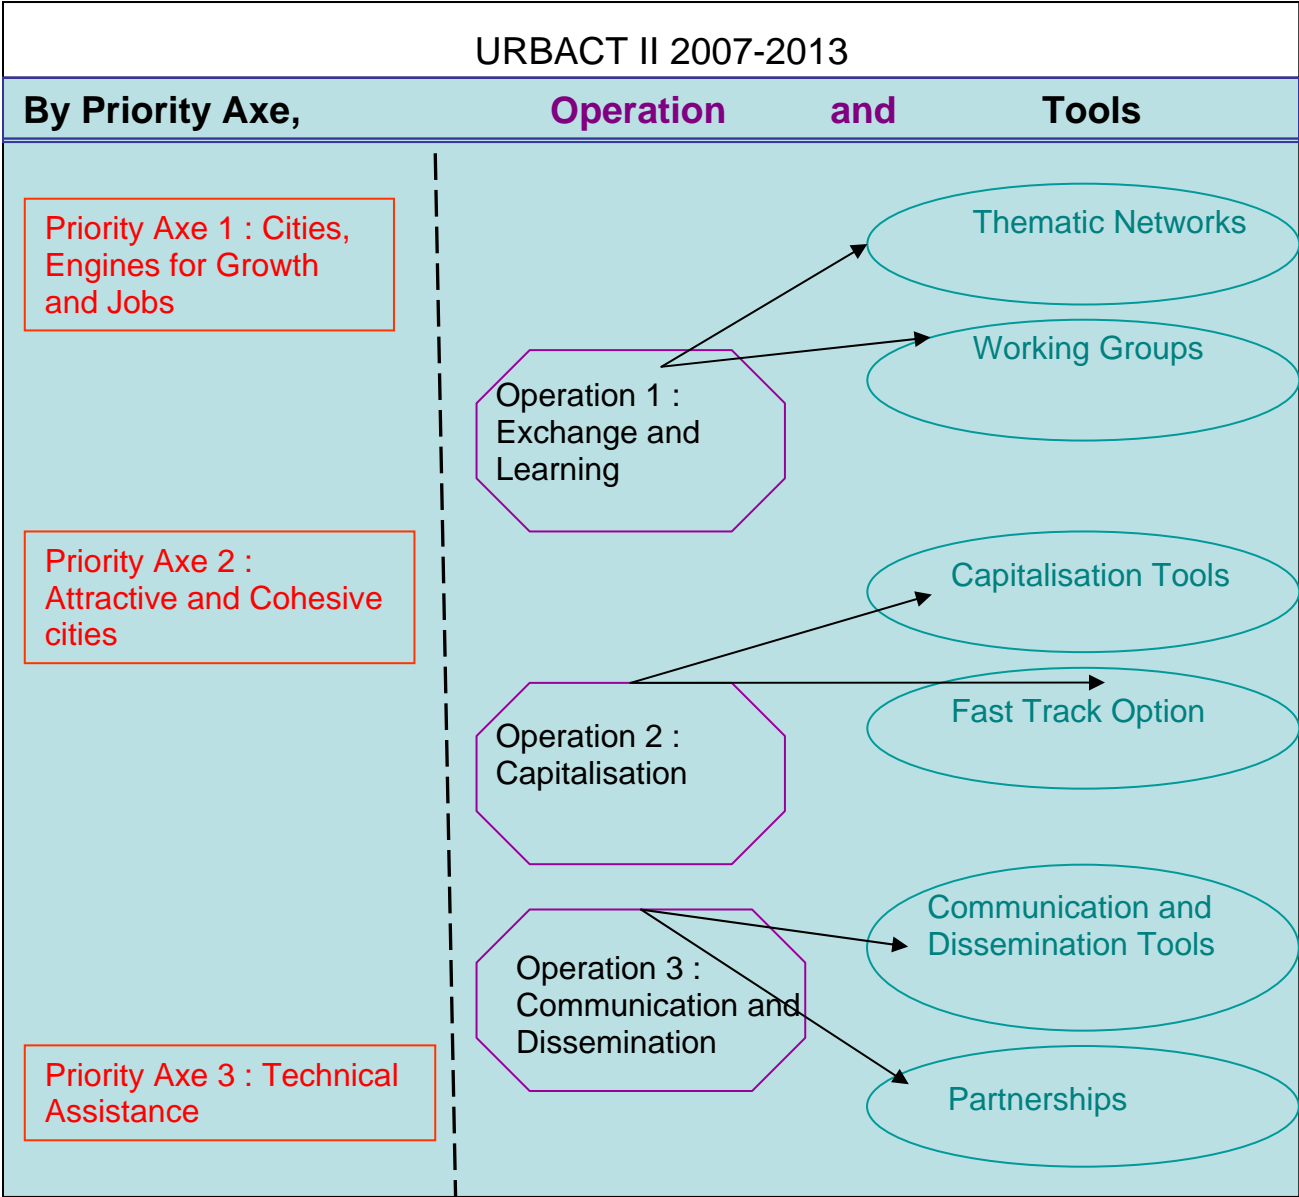 URBACT II 2007-2013
By Priority Axe, Operation and Tools
Priority Axe 1 : Cities,
Engines for Growth
and Jobs
Priority Axe 2 :
Attractive and Cohesive
cities
Priority Axe 3 : Technical
Assistance
Operation 1 :
Exchange and
Learning
Operation 2 :
Capitalisation
Operation 3 :
Communication and
Dissemination
Thematic Networks
Working Groups
Capitalisation Tools
Fast Track Option
Communication and
Dissemination Tools
Partnerships